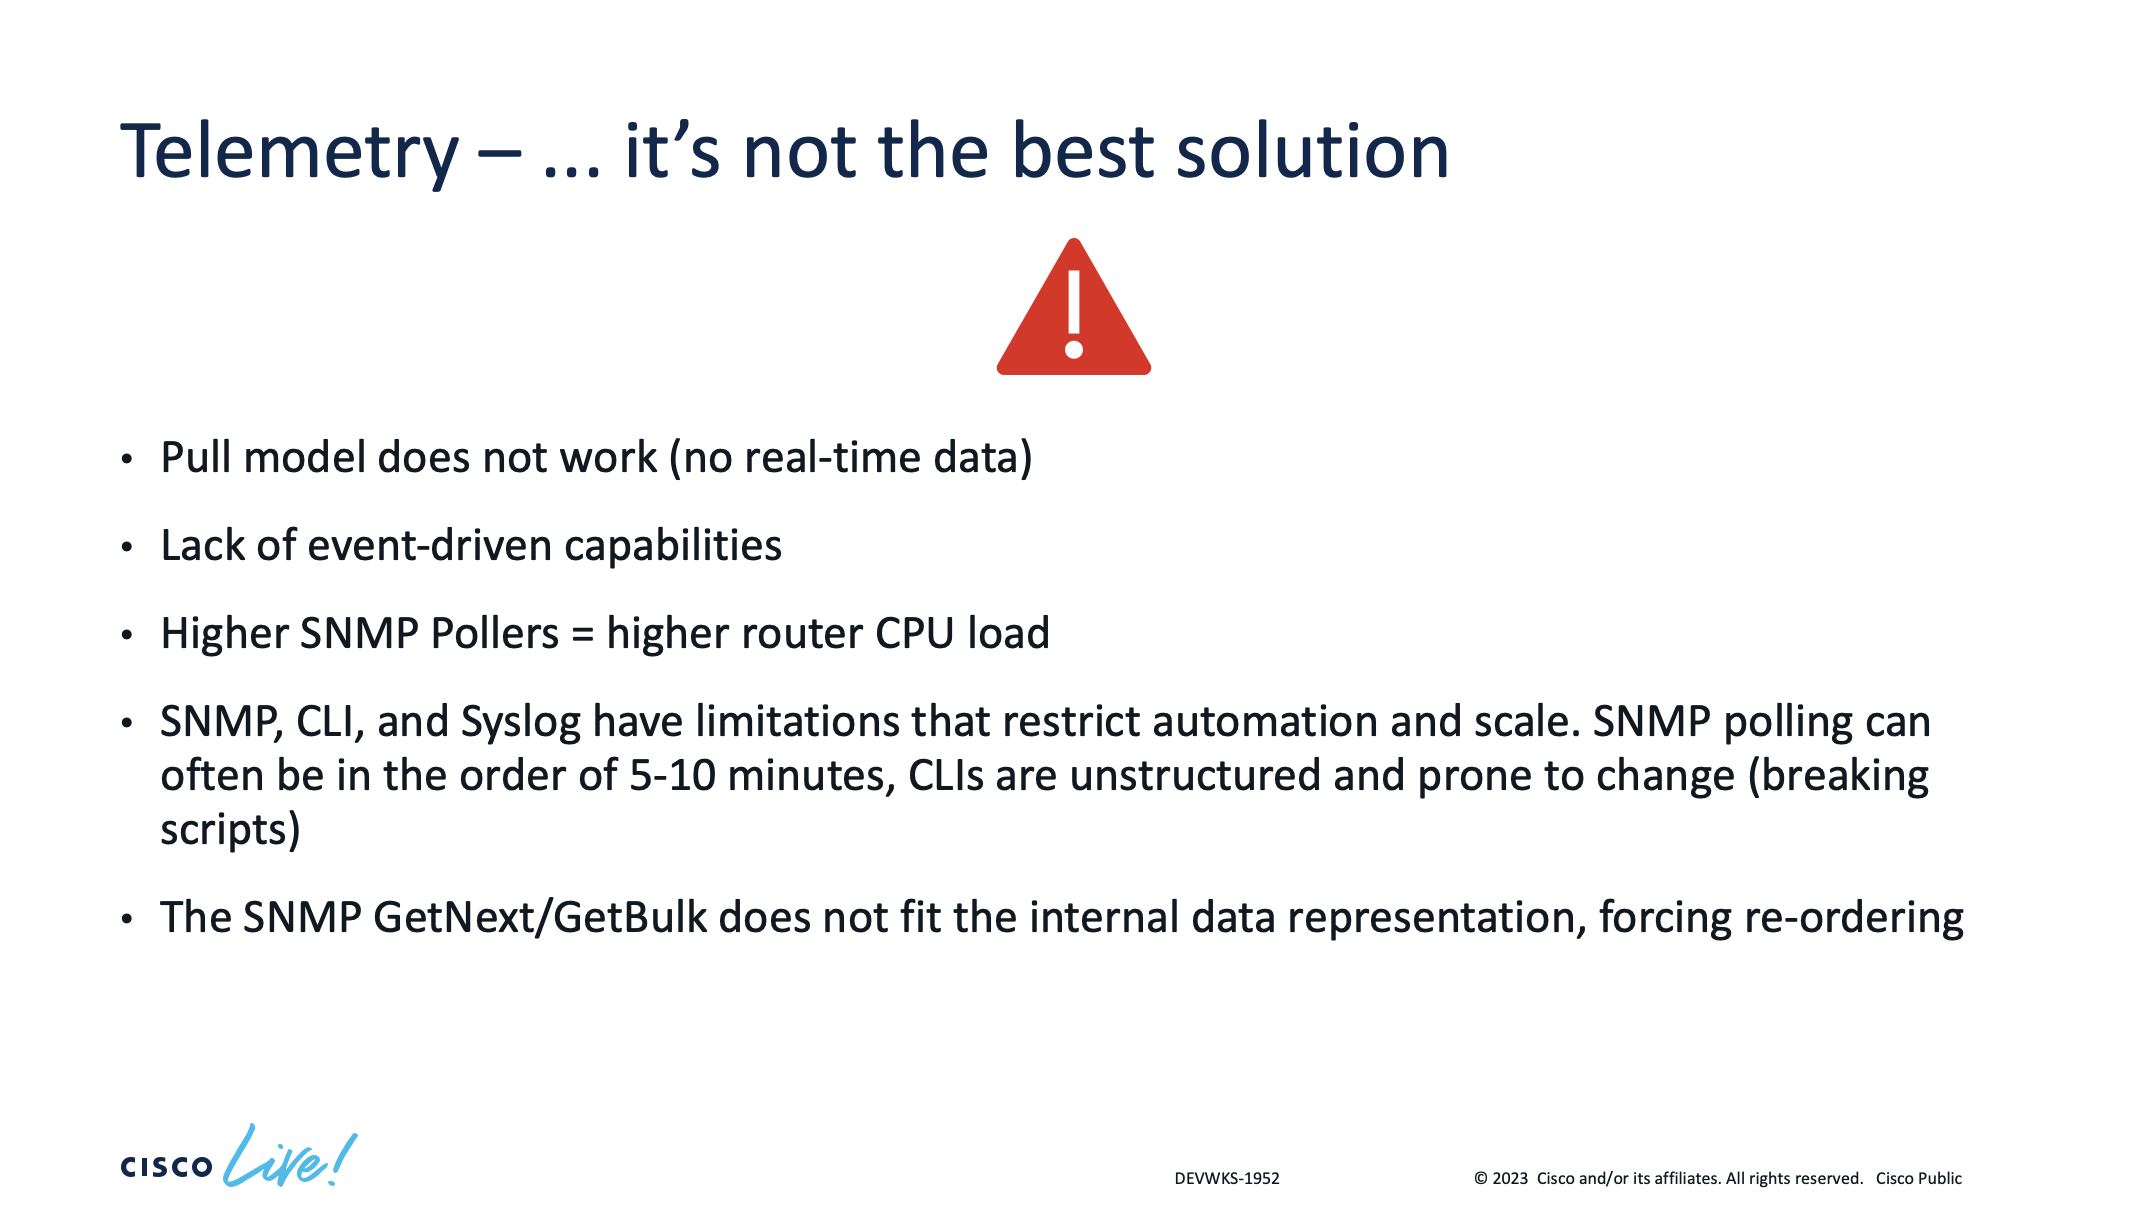 Telemetry – ... it’s not the best solution
• Pull model does not work (no real-time data)
• Lack of event-driven capabilities
• Higher SNMP Pollers = higher router CPU load
• SNMP, CLI, and Syslog have limitations that restrict automation and scale. SNMP polling can
often be in the order of 5-10 minutes, CLIs are unstructured and prone to change (breaking
scripts)
• The SNMP GetNext/GetBulk does not fit the internal data representation, forcing re-ordering
CISCO Live!
DEVWKS-1952
© 2023 Cisco and/or its affiliates. All rights reserved. Cisco Public